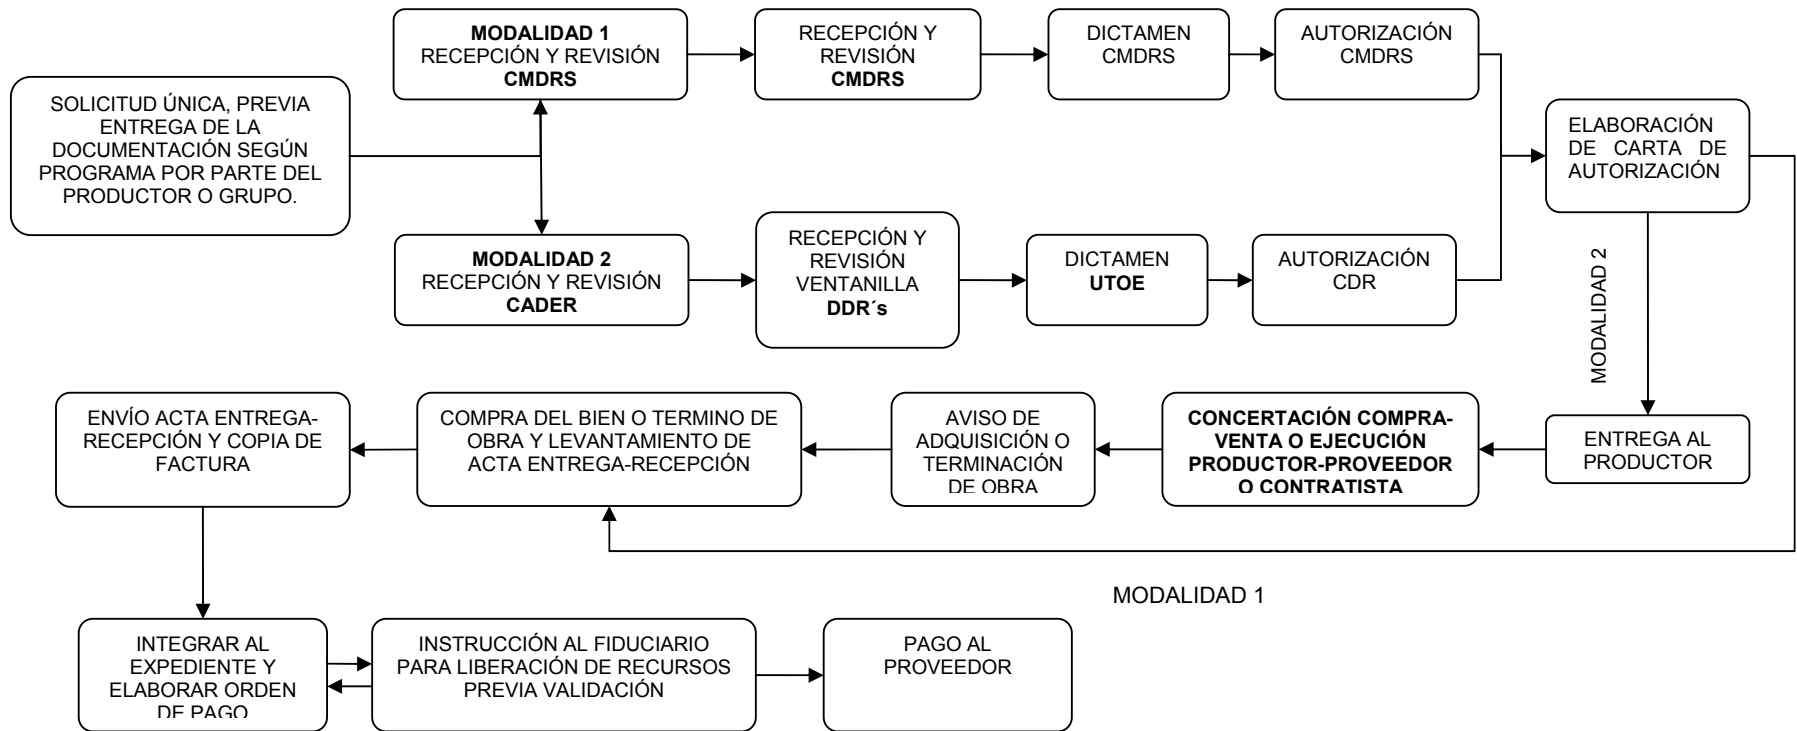 SOLICITUD ÚNICA, PREVIA
ENTREGA DE LA
DOCUMENTACIÓN SEGÚN
PROGRAMA POR PARTE DEL
PRODUCTOR O GRUPO.
MODALIDAD 1
RECEPCIÓN Y REVISIÓN
CMDRS
RECEPCIÓN Y
REVISIÓN
CMDRS
DICTAMEN
CMDRS
AUTORIZACIÓN
CMDRS
MODALIDAD 2
RECEPCIÓN Y REVISIÓN
CADER
RECEPCIÓN Y
REVISIÓN
VENTANILLA
DDR´s
DICTAMEN
UTOE
AUTORIZACIÓN
CDR
ELABORACIÓN
DE CARTA DE
AUTORIZACIÓN
MODALIDAD 2
ENTREGA AL
PRODUCTOR
CONCERTACIÓN COMPRA-
VENTA O EJECUCIÓN
PRODUCTOR-PROVEEDOR
O CONTRATISTA
AVISO DE
ADQUISICIÓN O
TERMINACIÓN
DE OBRA
COMPRA DEL BIEN O TERMINO DE
OBRA Y LEVANTAMIENTO DE
ACTA ENTREGA-RECEPCIÓN
ENVÍO ACTA ENTREGA-
RECEPCIÓN Y COPIA DE
FACTURA
MODALIDAD 1
INTEGRAR AL
EXPEDIENTE Y
ELABORAR ORDEN
DE PAGO
INSTRUCCIÓN AL FIDUCIARIO
PARA LIBERACIÓN DE RECURSOS
PREVIA VALIDACIÓN
PAGO AL
PROVEEDOR